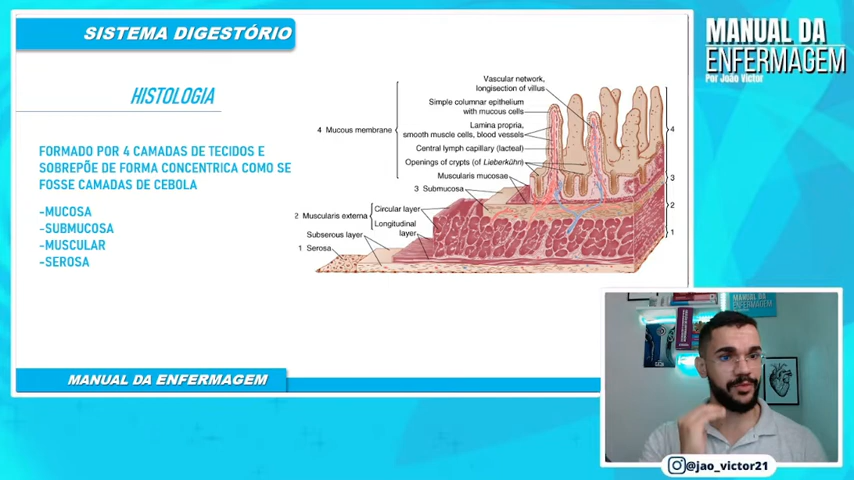 SISTEMA DIGESTÓRIO
MANUAL DA
ENFERMAGEM
Por João Victor
HISTOLOGIA
FORMADO POR 4 CAMADAS DE TECIDOS E
SOBREPÕE DE FORMA CONCENTRICA COMO SE
FOSSE CAMADAS DE CEBOLA
-MUCOSA
-SUBMUCOSA
-MUSCULAR
-SEROSA
Vascular network,
longisection of villus
Simple columnar epithelium
with mucous cells
4 Mucous membrane
Lamina propria,
smooth muscle cells, blood vessels
Central lymph capillary (lacteal)
Openings of crypts (of Lieberkühn)
Muscularis mucosae
3 Submucosa
2 Muscularis externa
Circular layer
Longitudinal
layer
Subserous layer
1 Serosa
4
3
2
1
MANUAL DA ENFERMAGEM
MANUAL DA
ENFERMAGEM
@jao_victor21